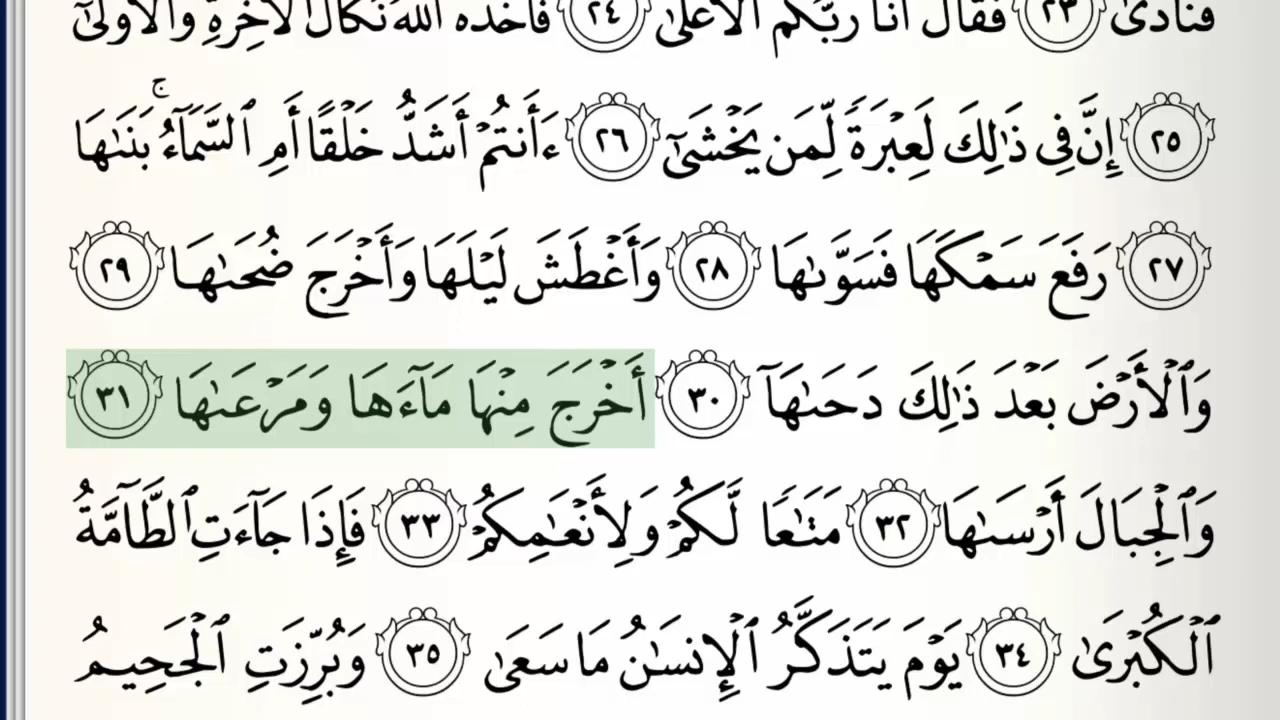 فَنَادَىٰ ٢٣ فَقَالَ أَنَا۠ رَبُّكُمُ ٱلْأَعْلَىٰ ٢٤ فَأَخَذَهُ ٱللَّهُ نَكَالَ ٱلْءَاخِرَةِ وَٱلْأُولَىٰٓ
٢٥ إِنَّ فِى ذَٰلِكَ لَعِبْرَةً لِّمَن يَخْشَىٰٓ ٢٦ ءَأَنتُمْ أَشَدُّ خَلْقًا أَمِ ٱلسَّمَآءُ ۚ بَنَىٰهَا
٢٧ رَفَعَ سَمْكَهَا فَسَوَّىٰهَا ٢٨ وَأَغْطَشَ لَيْلَهَا وَأَخْرَجَ ضُحَىٰهَا ٢٩
وَٱلْأَرْضَ بَعْدَ ذَٰلِكَ دَحَىٰهَآ ٣٠ أَخْرَجَ مِنْهَا مَآءَهَا وَمَرْعَىٰهَا ٣١
وَٱلْجِبَالَ أَرْسَىٰهَا ٣٢ مَتَٰعًا لَّكُمْ وَلِأَنْعَٰمِكُمْ ٣٣ فَإِذَا جَآءَتِ ٱلطَّآمَّةُ
ٱلْكُبْرَىٰ ٣٤ يَوْمَ يَتَذَكَّرُ ٱلْإِنسَٰنُ مَا سَعَىٰ ٣٥ وَبُرِّزَتِ ٱلْجَحِيمُ